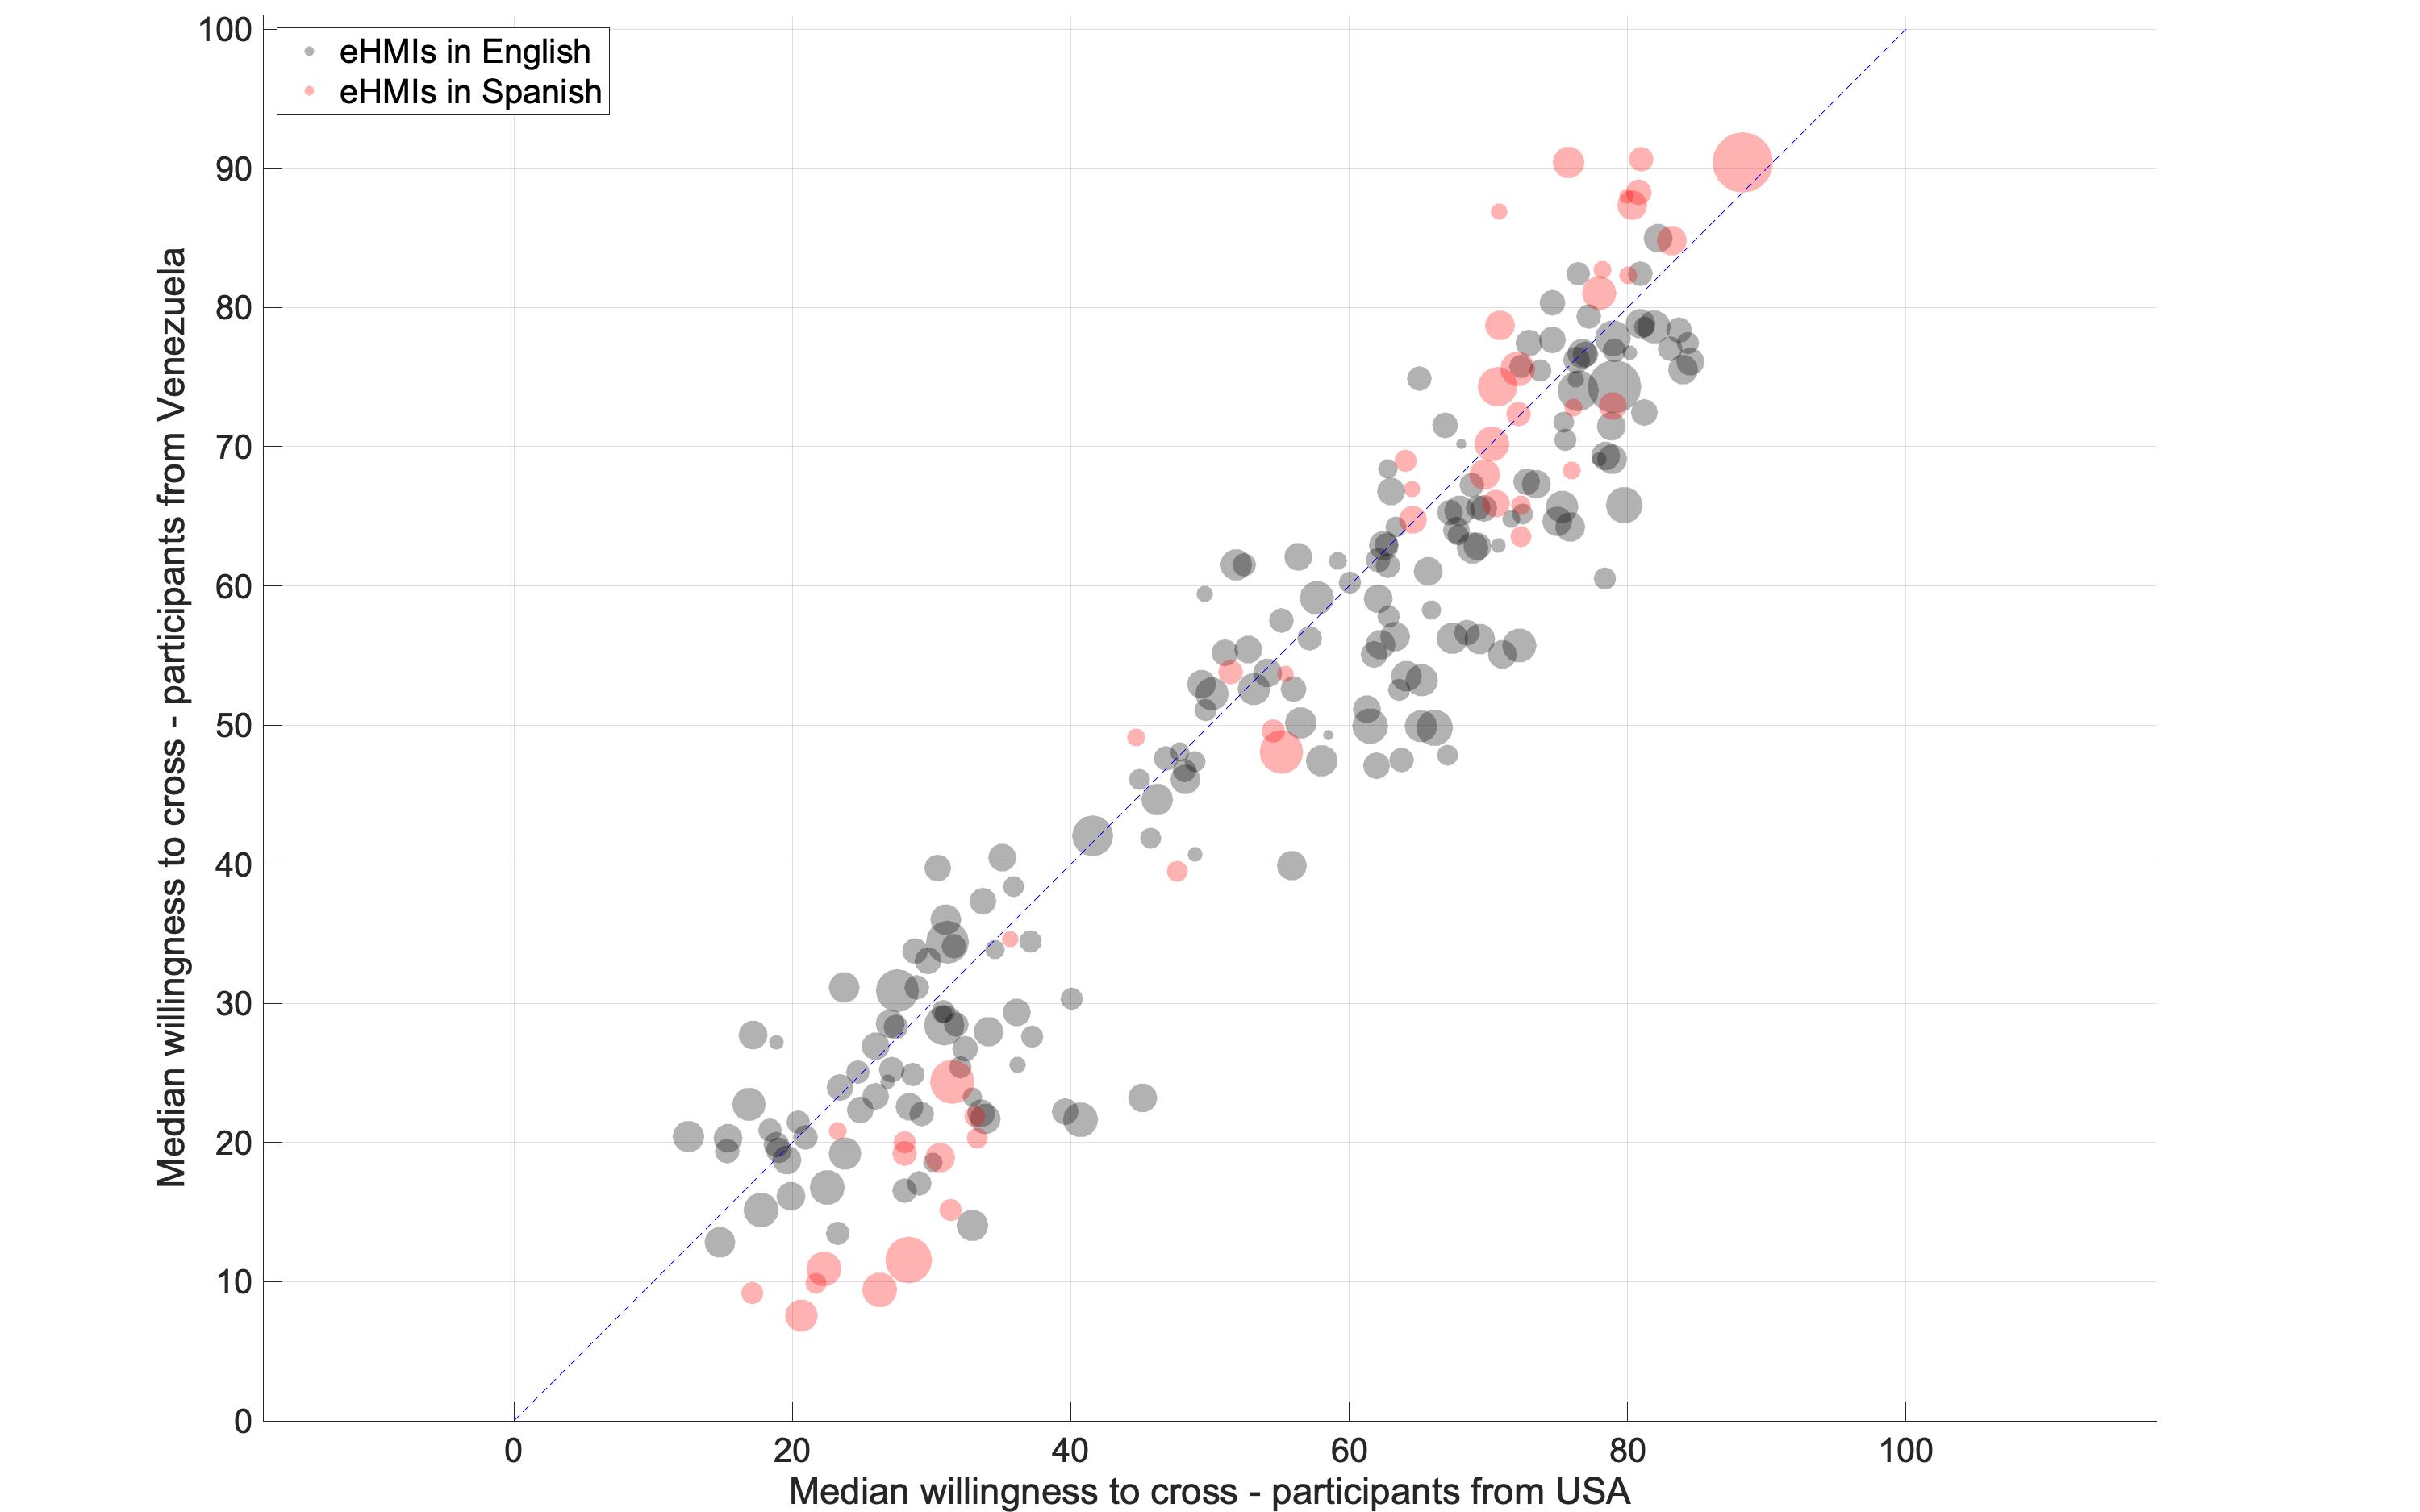 100
90
80
70
60
50
40
30
20
10
0
eHMIs in English
eHMIs in Spanish
Median willingness to cross - participants from Venezuela
0 20 40 60 80 100
Median willingness to cross - participants from USA